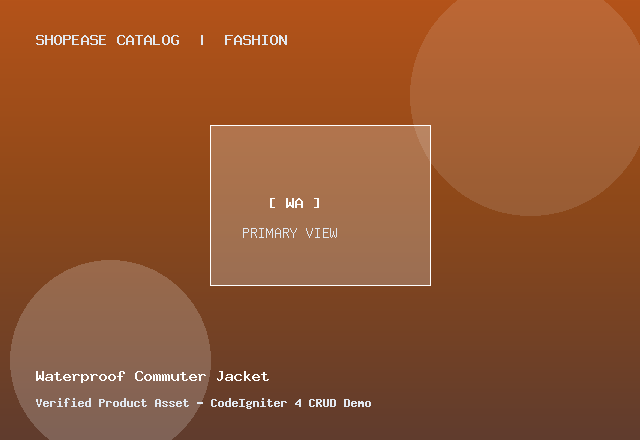 SHOPEASE CATALOG | FASHION
[ WA ]
PRIMARY VIEW
Waterproof Commuter Jacket
Verified Product Asset - CodeIgniter 4 CRUD Demo